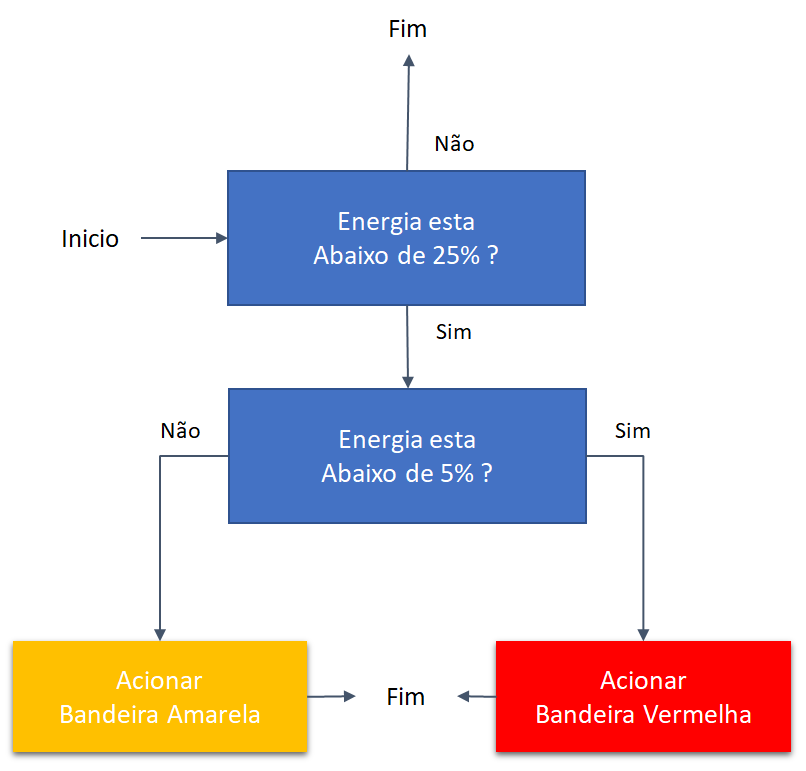 Fim
Não
Energia esta
Abaixo de 25% ?
Inicio
Sim
Energia esta
Abaixo de 5% ?
Não
Sim
Acionar
Bandeira Amarela
Fim
Acionar
Bandeira Vermelha